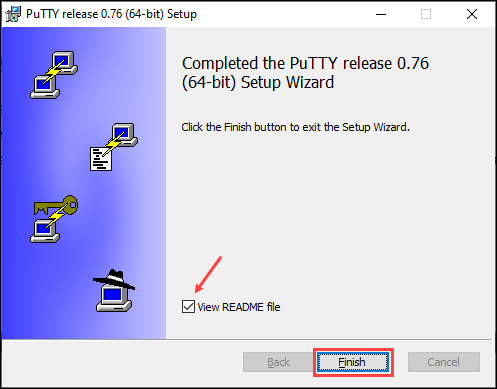 PuTTY release 0.76 (64-bit) Setup
Completed the PuTTY release 0.76
(64-bit) Setup Wizard
Click the Finish button to exit the Setup Wizard.
View README file
Back
Finish
Cancel